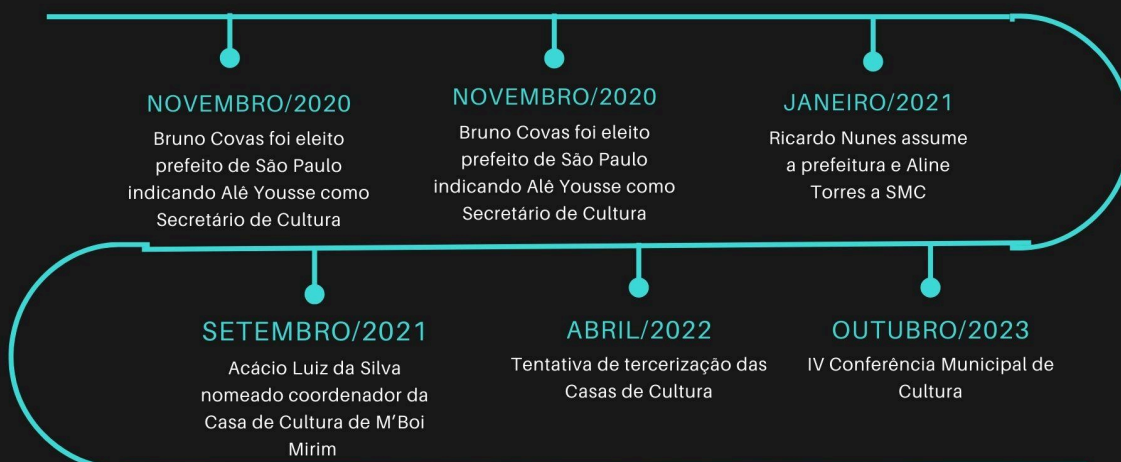 NOVEMBRO/2020
Bruno Covas foi eleito
prefeito de São Paulo
indicando Alê Yousse como
Secretário de Cultura
NOVEMBRO/2020
Bruno Covas foi eleito
prefeito de São Paulo
indicando Alê Yousse como
Secretário de Cultura
JANEIRO/2021
Ricardo Nunes assume
a prefeitura e Aline
Torres a SMC
SETEMBRO/2021
Acácio Luiz da Silva
nomeado coordenador da
Casa de Cultura de M'Boi
Mirim
ABRIL/2022
Tentativa de tercerização das
Casas de Cultura
OUTUBRO/2023
IV Conferência Municipal de
Cultura